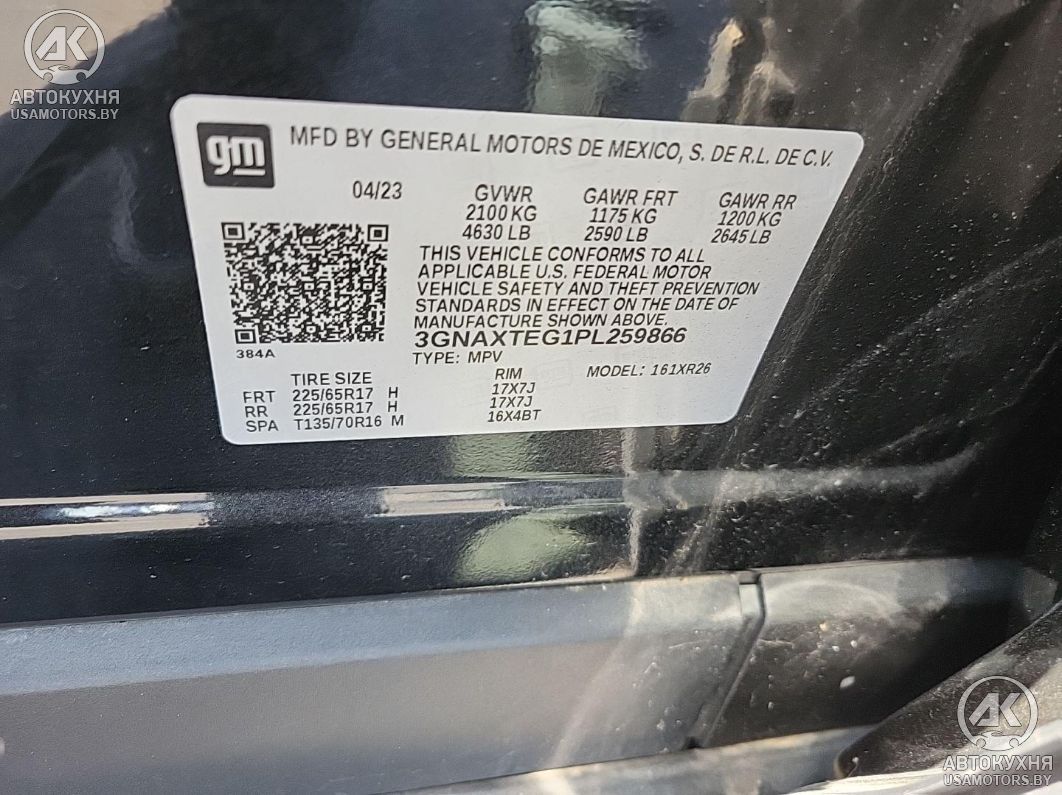 АК
АВТОКУХНЯ
USAMOTORS.BY
gm MFD BY GENERAL MOTORS DE MEXICO, S. DE R.L. DE C.V.
04/23 GVWR GAWR FRT GAWR RR
2100 KG 1175 KG 1200 KG
4630 LB 2590 LB 2645 LB
THIS VEHICLE CONFORMS TO ALL
APPLICABLE U.S. FEDERAL MOTOR
VEHICLE SAFETY AND THEFT PREVENTION
STANDARDS IN EFFECT ON THE DATE OF
MANUFACTURE SHOWN ABOVE.
3GNAXTEG1PL259866
384A TYPE: MPV
TIRE SIZE RIM MODEL: 161XR26
FRT 225/65R17 H 17X7J
RR 225/65R17 H 17X7J
SPA T135/70R16 M 16X4BT
АК
АВТОКУХНЯ
USAMOTORS.BY